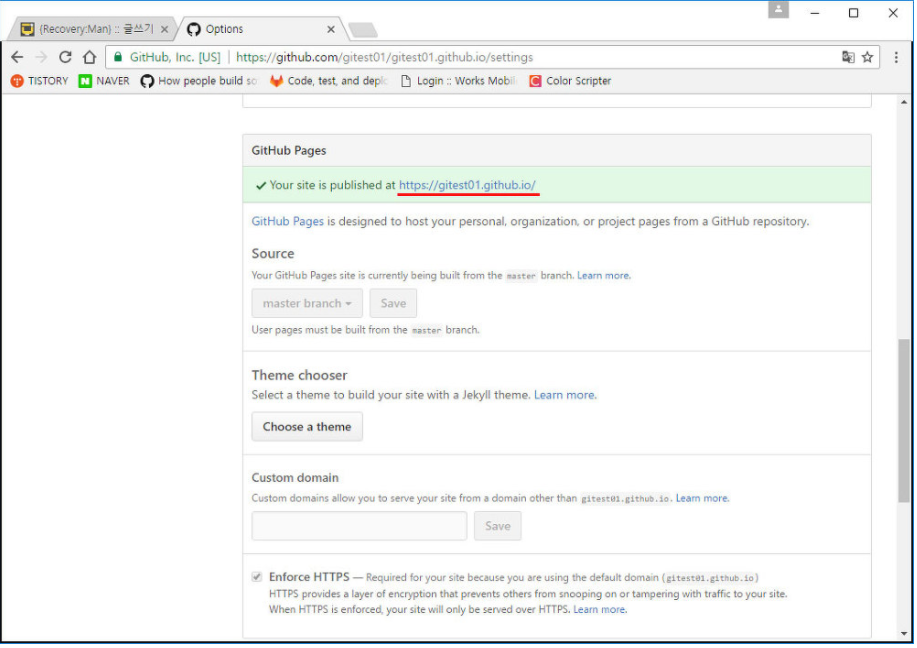 (Recovery:Man) :: 글쓰기
Options
GitHub, Inc. [US] | https://github.com/gitest01/gitest01.github.io/settings
TISTORY NAVER How people build so Code, test, and deplo Login :: Works Mobil Color Scripter
GitHub Pages
Your site is published at https://gitest01.github.io/
GitHub Pages is designed to host your personal, organization, or project pages from a GitHub repository.
Source
Your GitHub Pages site is currently being built from the master branch. Learn more.
master branch Save
User pages must be built from the master branch.
Theme chooser
Select a theme to build your site with a Jekyll theme. Learn more.
Choose a theme
Custom domain
Custom domains allow you to serve your site from a domain other than gitest01.github.io. Learn more.
Save
Enforce HTTPS — Required for your site because you are using the default domain (gitest01.github.io)
HTTPS provides a layer of encryption that prevents others from snooping on or tampering with traffic to your site.
When HTTPS is enforced, your site will only be served over HTTPS. Learn more.